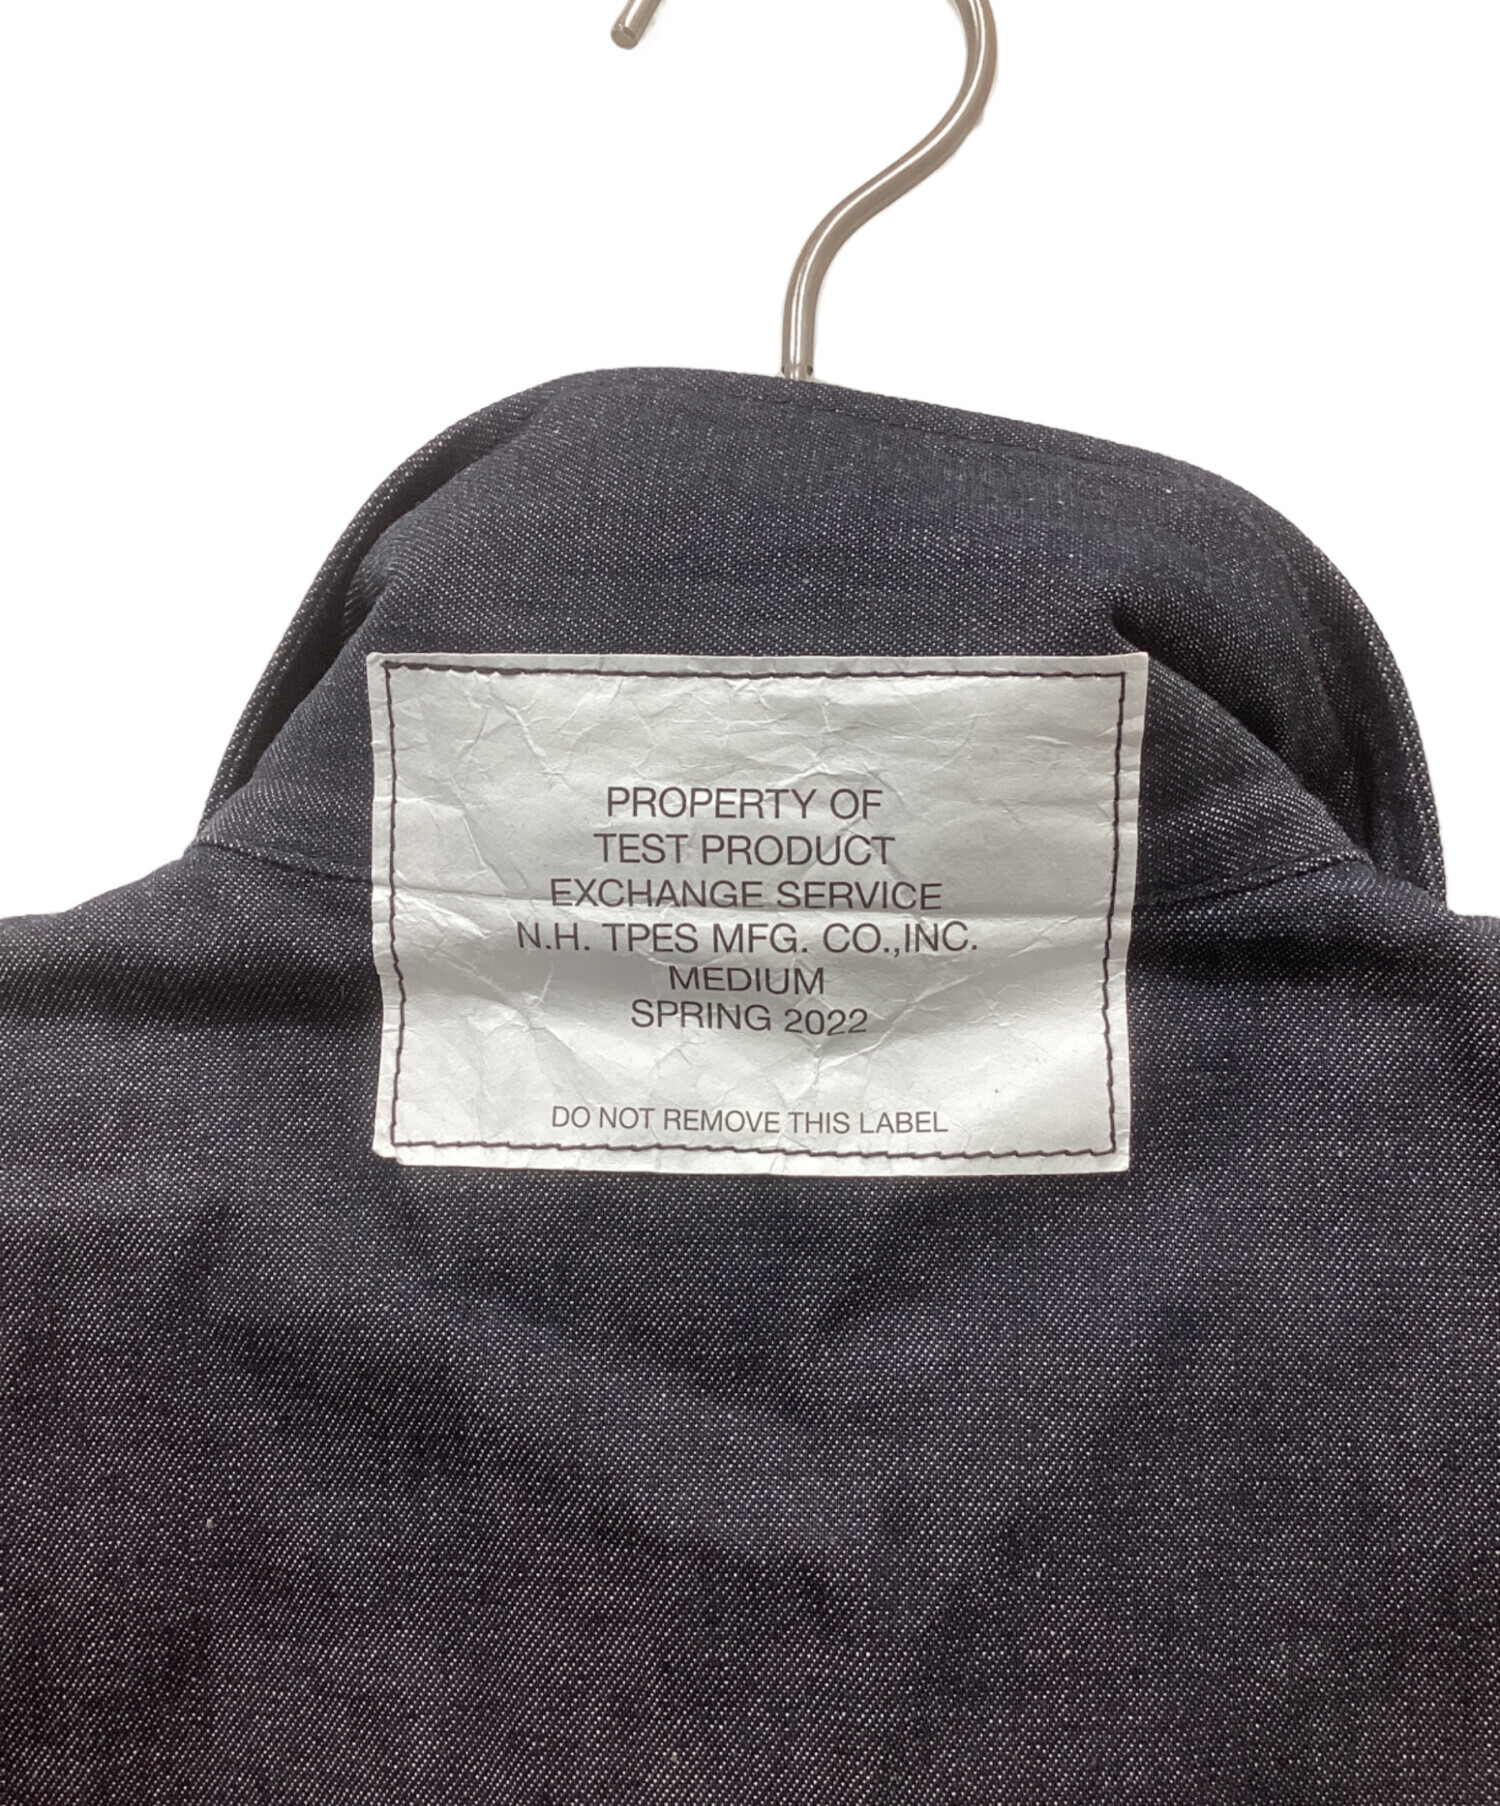 PROPERTY OF
TEST PRODUCT
EXCHANGE SERVICE
N.H. TPES MFG. CO.,INC.
MEDIUM
SPRING 2022
DO NOT REMOVE THIS LABEL